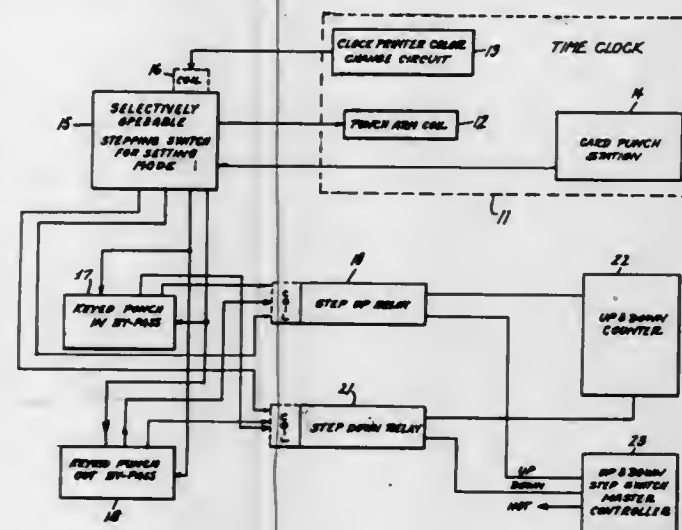 CLOCK PRINTER COLOR
CHANGE CIRCUIT
13
TIME CLOCK
16
COIL
15
SELECTIVELY
OPERABLE
STEPPING SWITCH
FOR SETTING
MODE
PUNCH ARM COIL
12
14
CARD PUNCH
STATION
11
17
KEYED PUNCH
IN BY-PASS
COIL
STEP UP RELAY
22
UP & DOWN
COUNTER
21
COIL
STEP DOWN RELAY
KEYED PUNCH
OUT BY-PASS
18
UP
DOWN
23
UP & DOWN
STEP SWITCH
MASTER
CONTROLLER